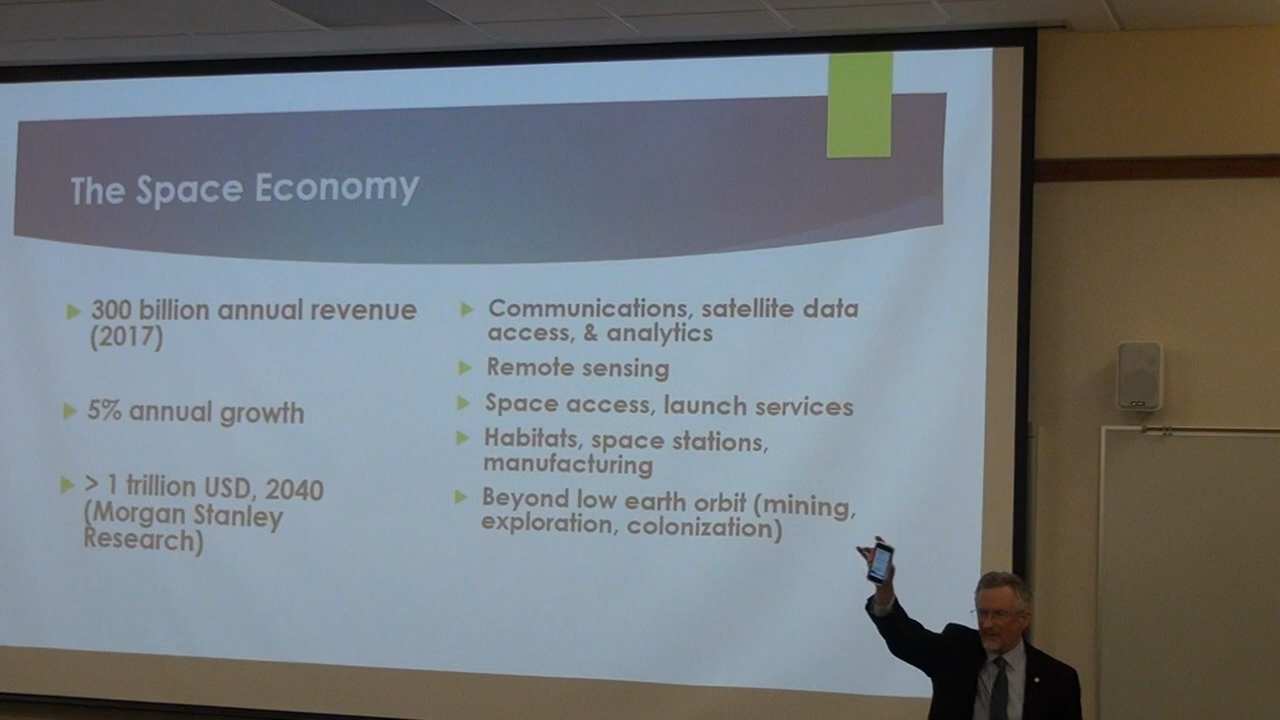 The Space Economy
300 billion annual revenue
(2017)
5% annual growth
> 1 trillion USD, 2040
(Morgan Stanley
Research)
Communications, satellite data
access, & analytics
Remote sensing
Space access, launch services
Habitats, space stations,
manufacturing
Beyond low earth orbit (mining,
exploration, colonization)